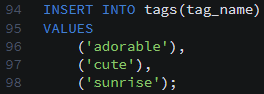 94 INSERT INTO tags(tag_name)
95 VALUES
96 ('adorable'),
97 ('cute'),
98 ('sunrise');